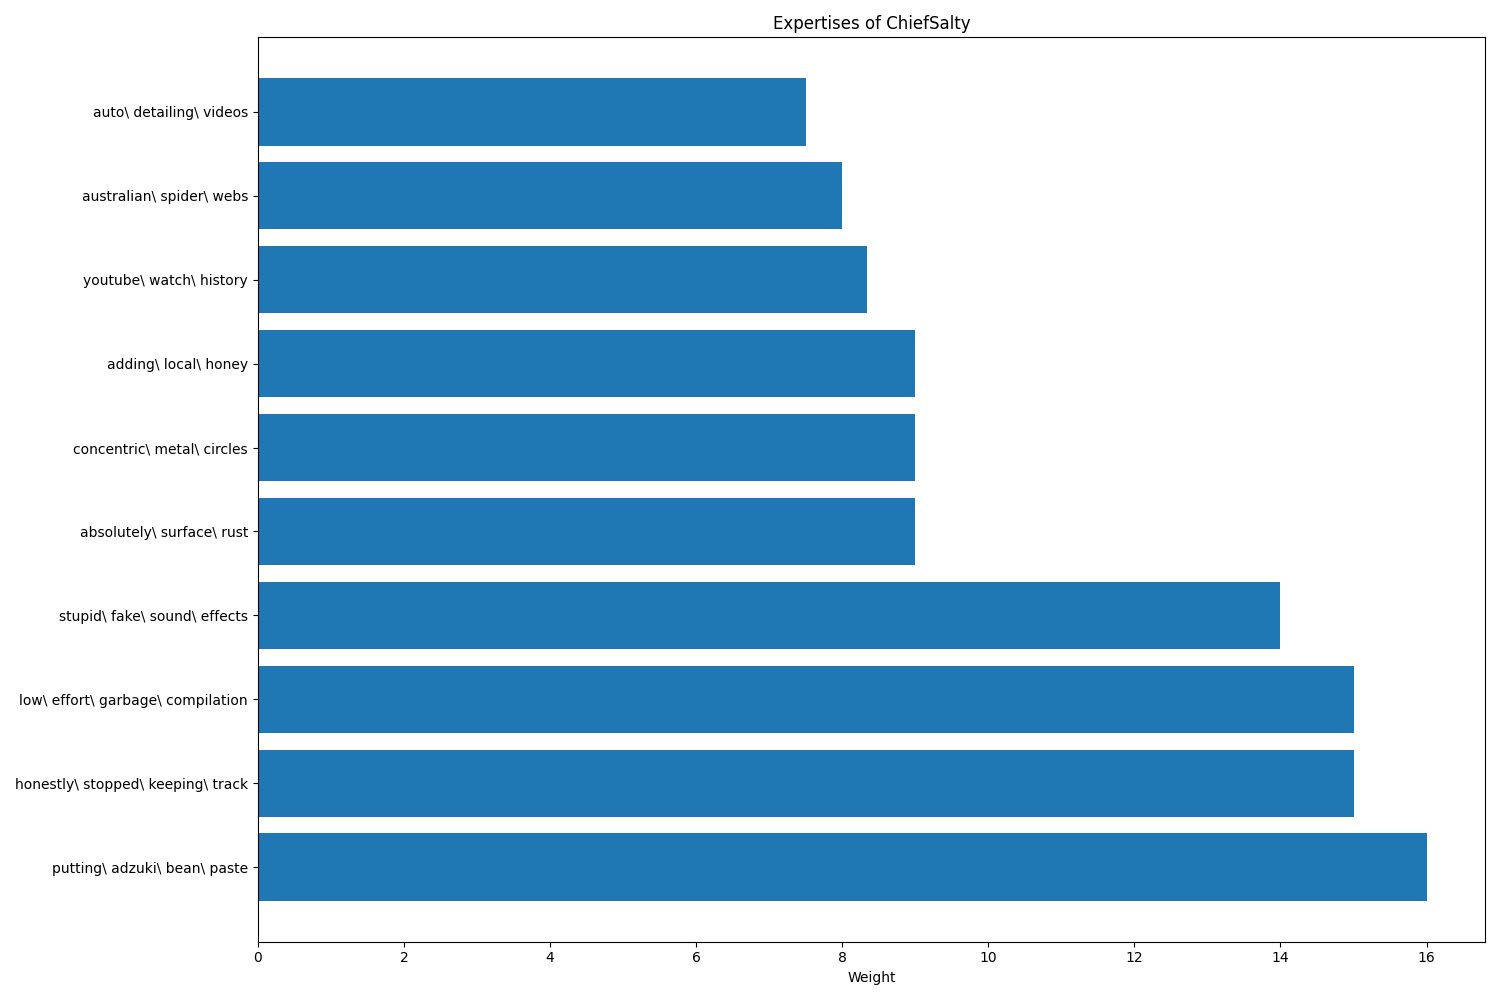 Expertises of ChiefSalty
auto\ detailing\ videos
australian\ spider\ webs
youtube\ watch\ history
adding\ local\ honey
concentric\ metal\ circles
absolutely\ surface\ rust
stupid\ fake\ sound\ effects
low\ effort\ garbage\ compilation
honestly\ stopped\ keeping\ track
putting\ adzuki\ bean\ paste
0 2 4 6 8 10 12 14 16
Weight